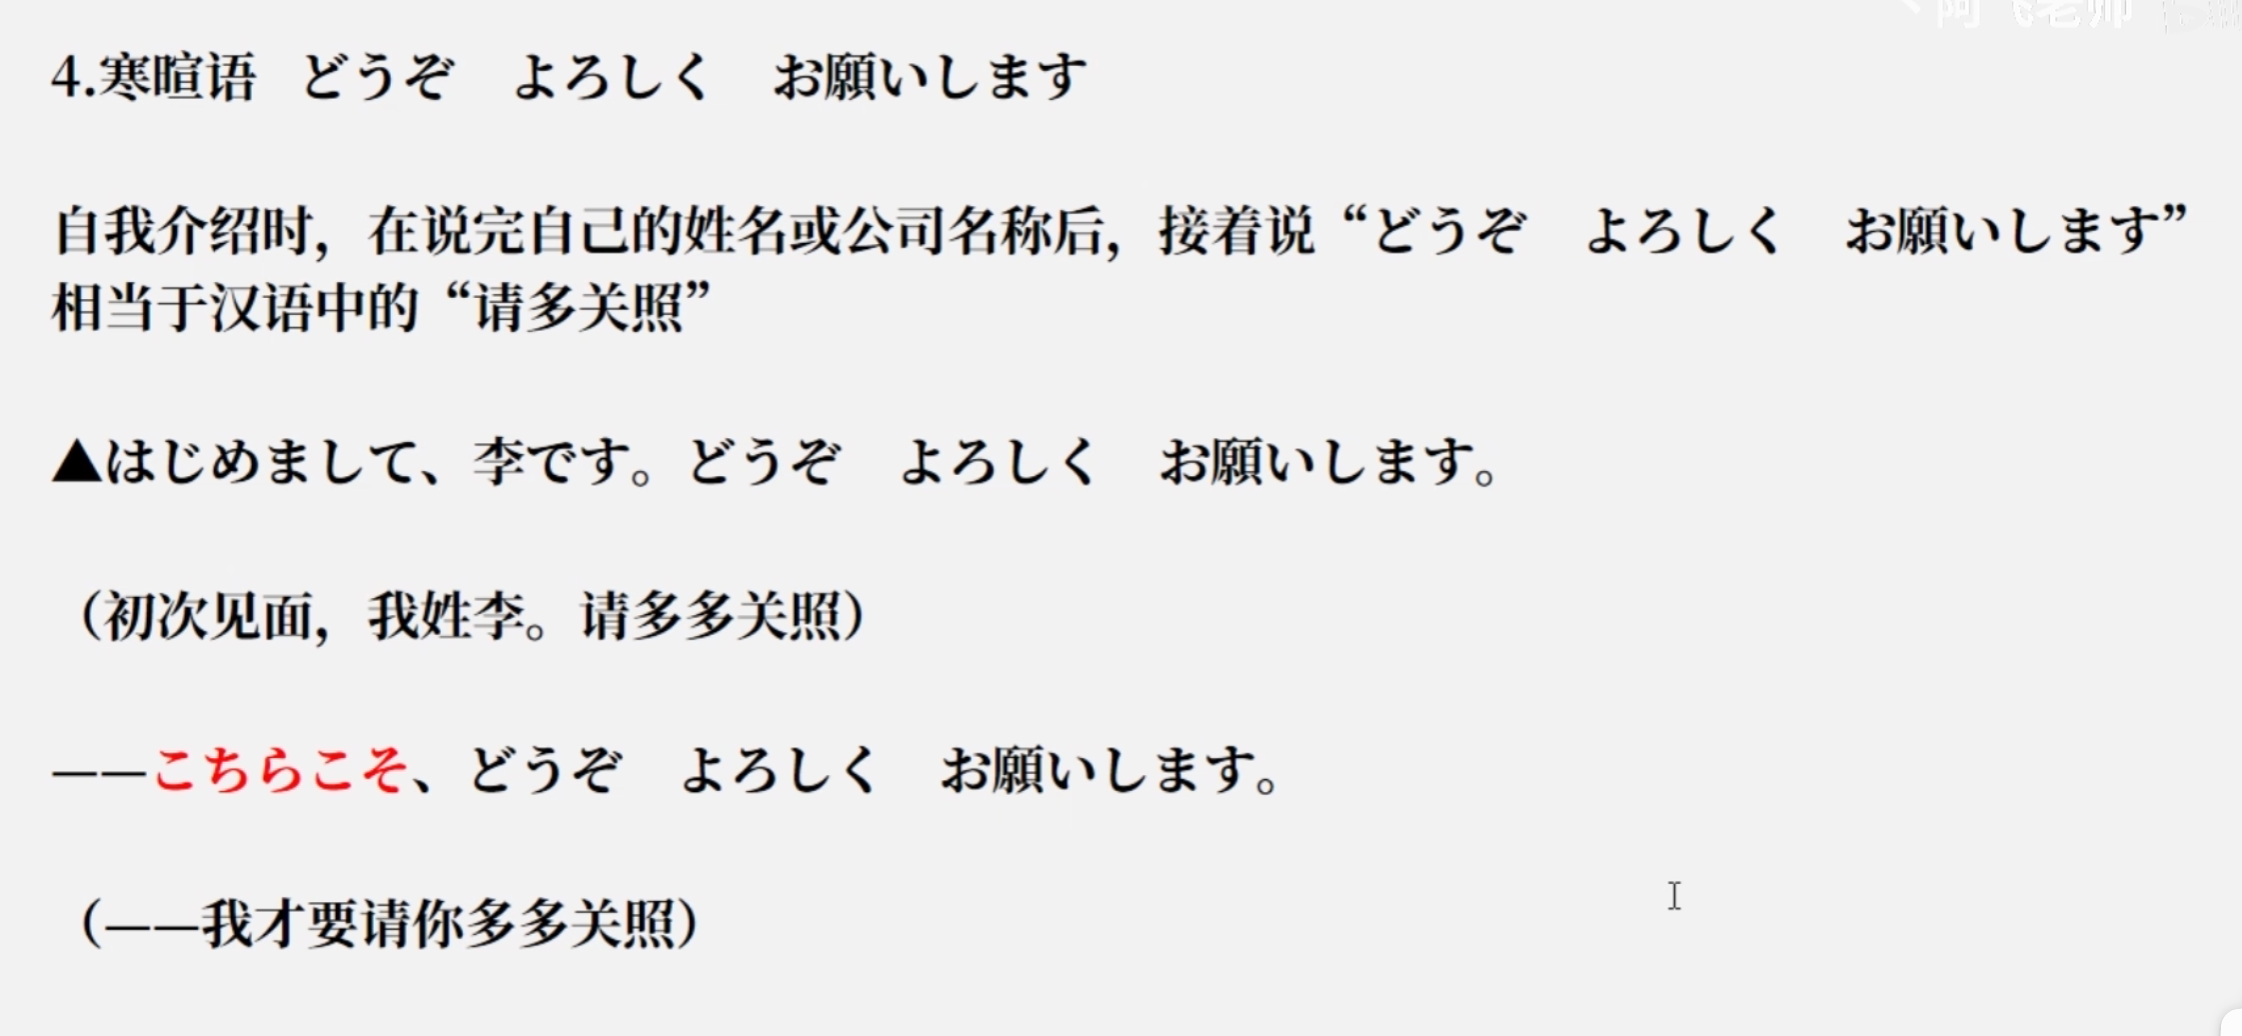 阿飞老师
4.寒暄语 どうぞ　よろしく　お願いします
自我介绍时，在说完自己的姓名或公司名称后，接着说“どうぞ　よろしく　お願いします”
相当于汉语中的“请多关照”
▲はじめまして、李です。どうぞ　よろしく　お願いします。
（初次见面，我姓李。请多多关照）
——こちらこそ、どうぞ　よろしく　お願いします。
（——我才要请你多多关照）